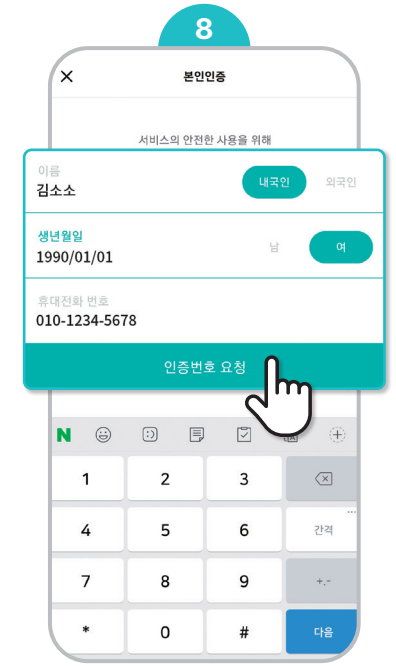 8
본인인증
서비스의 안전한 사용을 위해
이름
김소소 내국인 외국인
생년월일
1990/01/01 남 여
휴대전화 번호
010-1234-5678
인증번호 요청
N
1 2 3
4 5 6 간격
7 8 9 +.-
* 0 # 다음